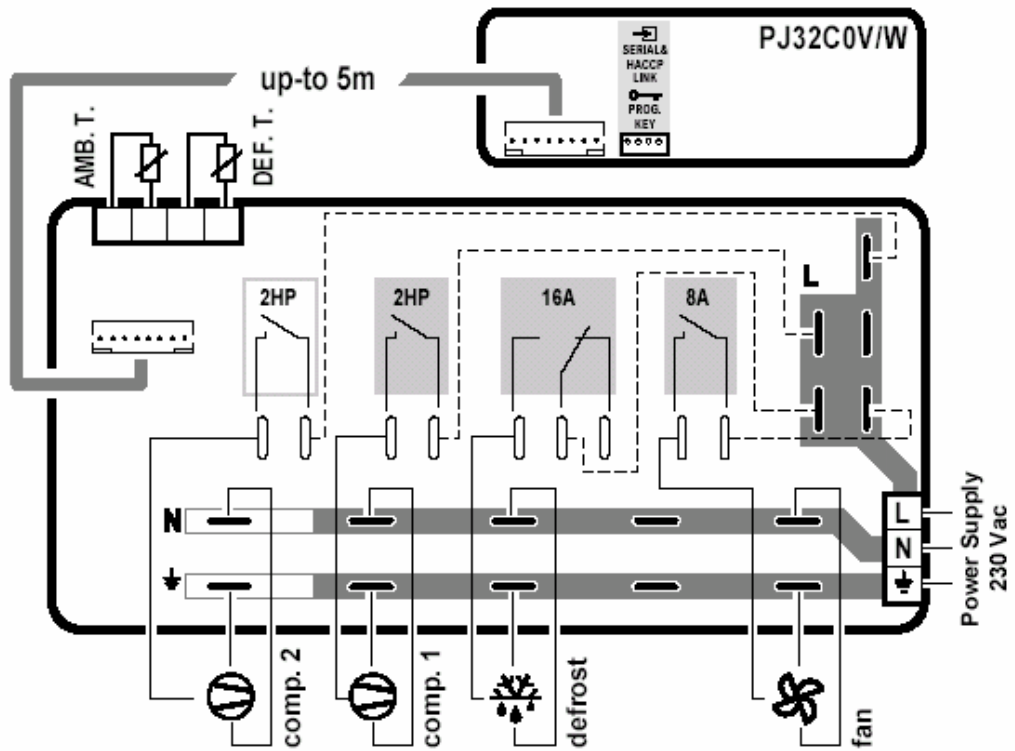 PJ32C0V/W
SERIAL&
HACCP
LINK
PROG.
KEY
up-to 5m
AMB. T.
DEF. T.
L
2HP
2HP
16A
8A
N
L
N
Power Supply
230 Vac
comp. 2
comp. 1
defrost
fan